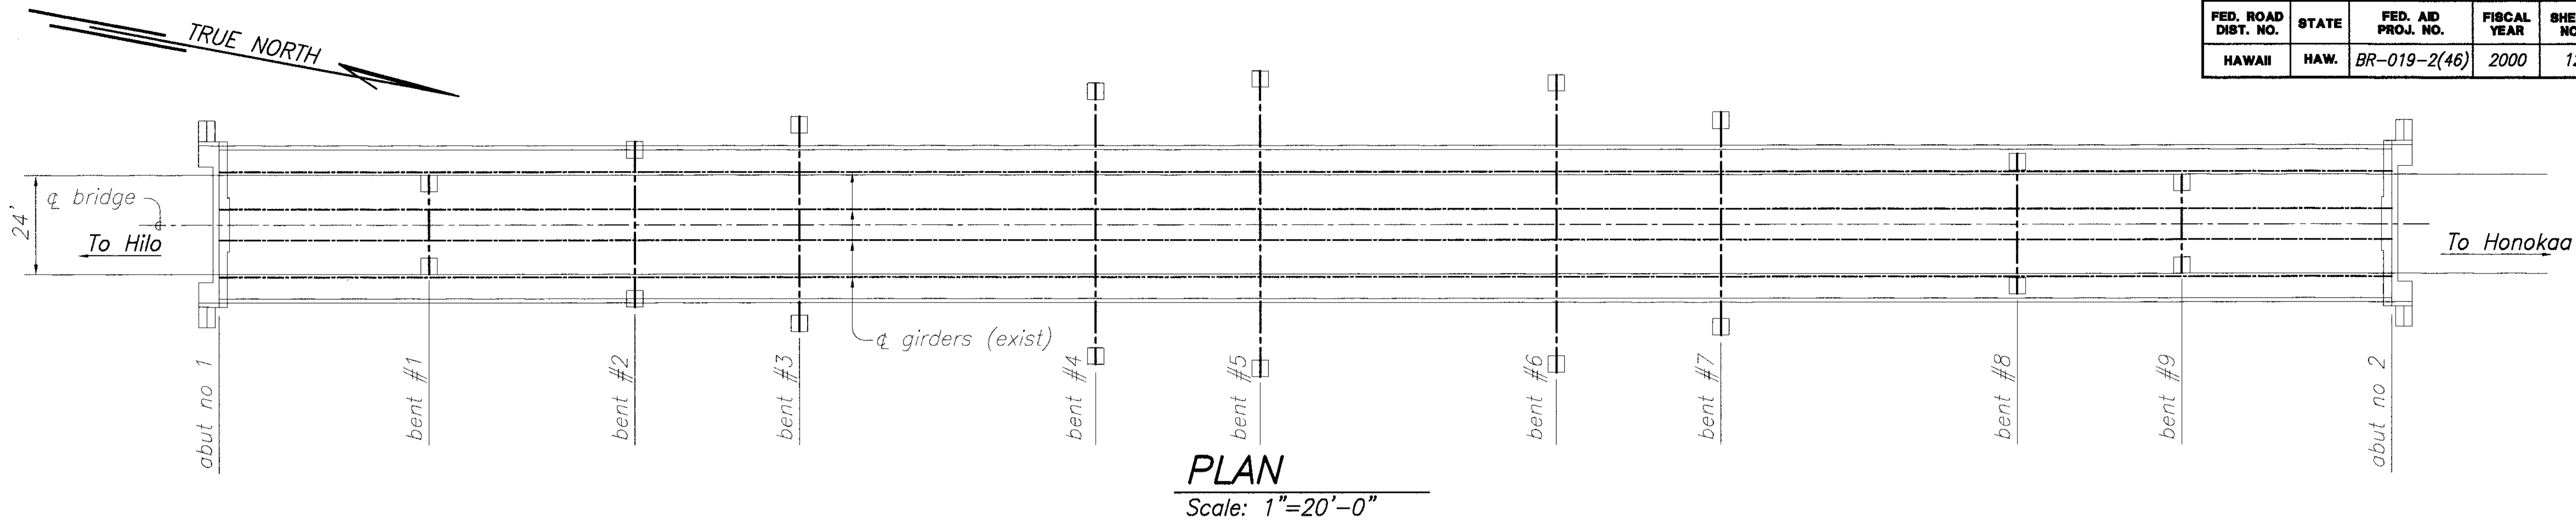 FED. ROAD DIST. NO. STATE FED. AID PROJ. NO. FISCAL YEAR
HAWAII HAW. BR-019-2(46) 2000
TRUE NORTH
24'
℄ bridge
To Hilo
To Honokaa
℄ girders (exist)
abut no 1
bent #1
bent #2
bent #3
bent #4
bent #5
bent #6
bent #7
bent #8
bent #9
abut no 2
PLAN
Scale: 1"=20'-0"